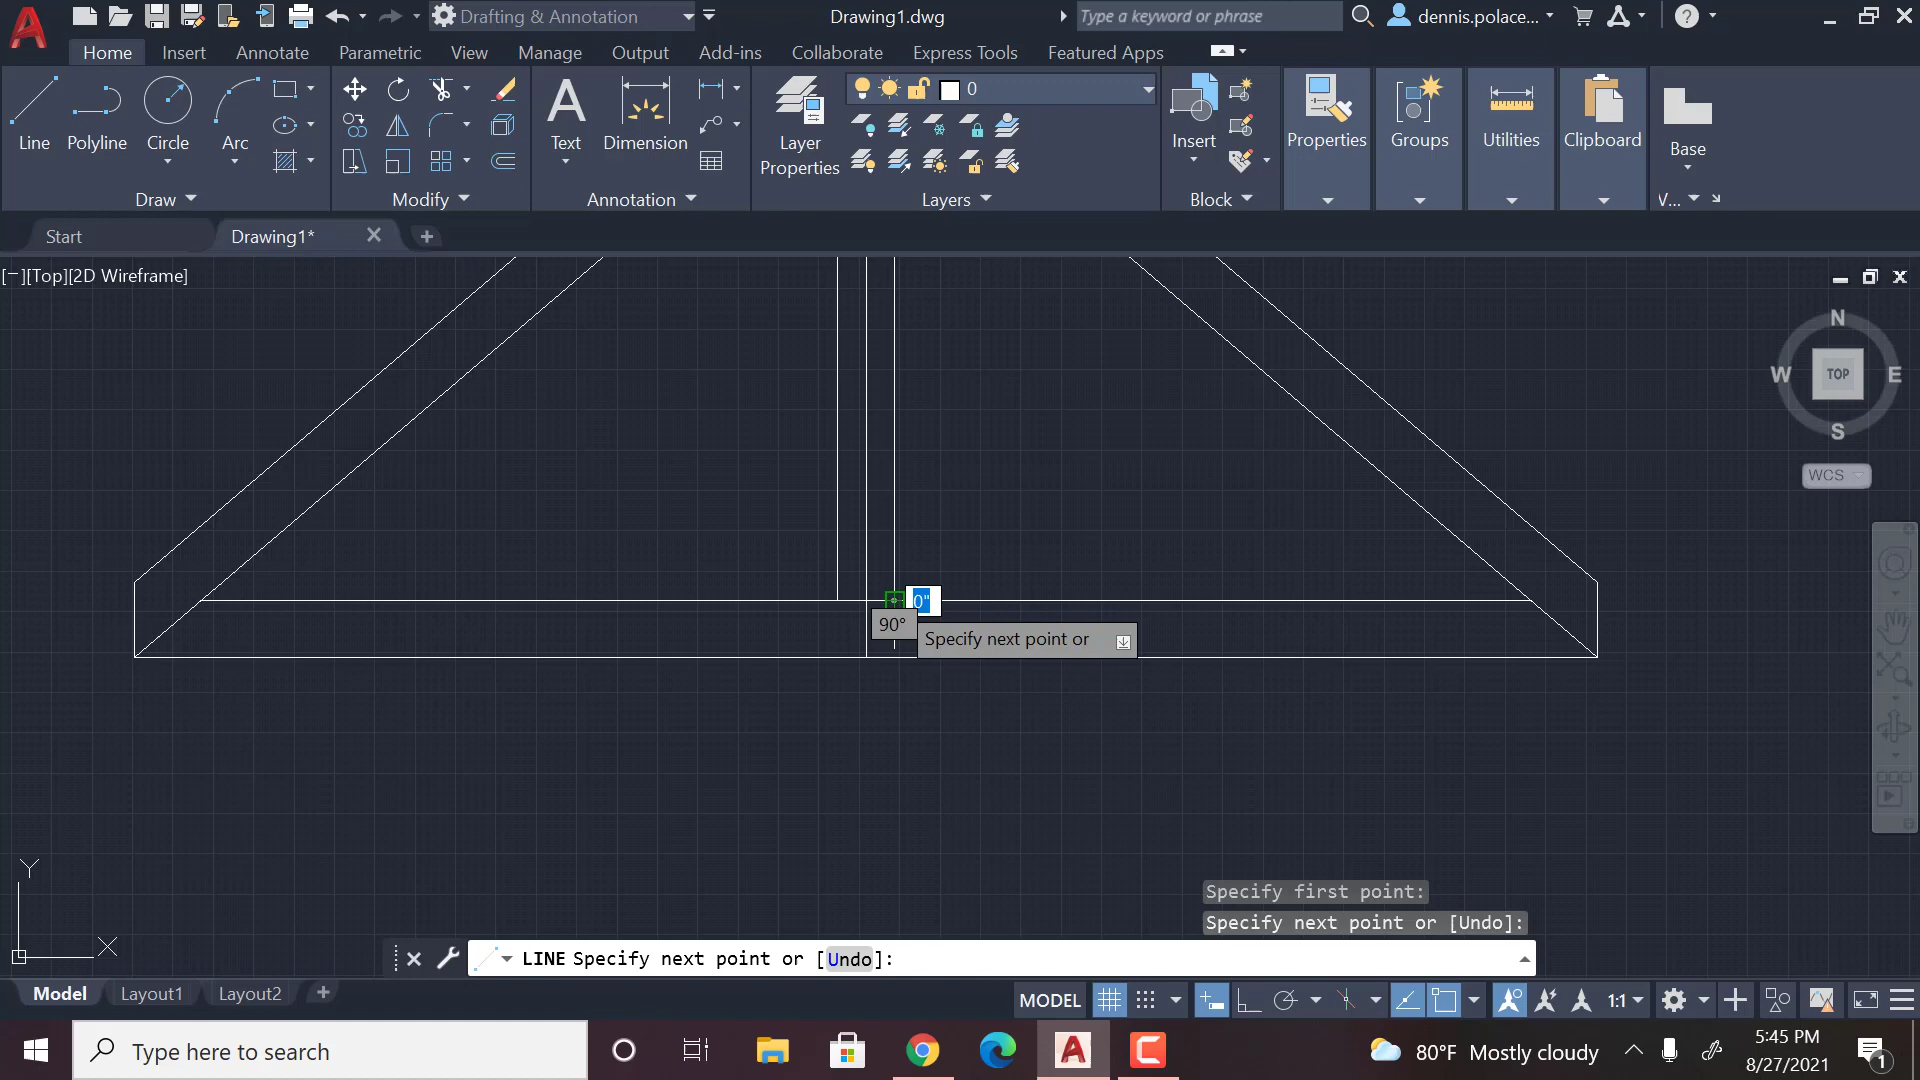 Drafting & Annotation
Drawing1.dwg
Type a keyword or phrase
dennis.polace...
Home Insert Annotate Parametric View Manage Output Add-ins Collaborate Express Tools Featured Apps
Line
Polyline
Circle
Arc
Text
Dimension
Layer
Properties
0
Insert
Properties
Groups
Utilities
Clipboard
Base
Draw
Modify
Annotation
Layers
Block
V...
Start
Drawing1*
[−][Top][2D Wireframe]
N
W
TOP
E
S
WCS
0"
90°
Specify next point or
Y
X
Specify first point:
Specify next point or [Undo]:
LINE Specify next point or [Undo]:
Model
Layout1
Layout2
MODEL
1:1
Type here to search
80°F Mostly cloudy
5:45 PM
8/27/2021
1